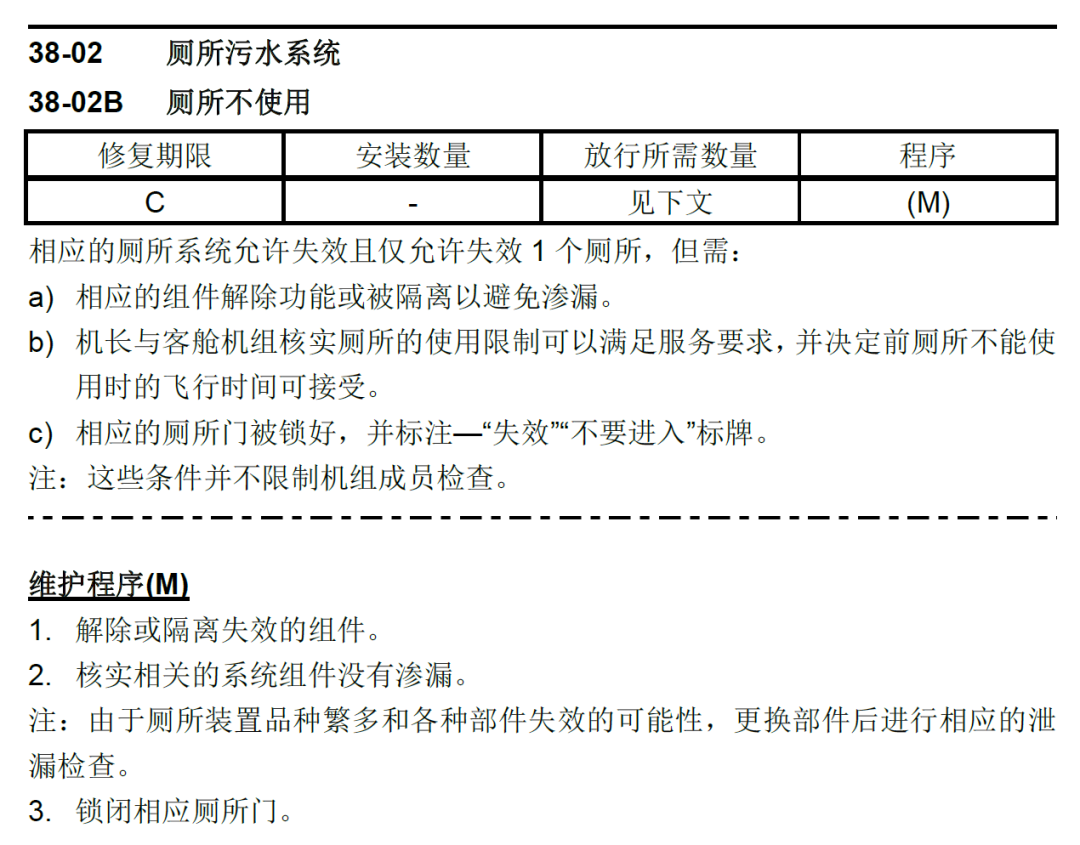 38-02 厕所污水系统
38-02B 厕所不使用
修复期限 安装数量 放行所需数量 程序
C - 见下文 (M)
相应的厕所系统允许失效且仅允许失效 1 个厕所，但需：
a) 相应的组件解除功能或被隔离以避免渗漏。
b) 机长与客舱机组核实厕所的使用限制可以满足服务要求，并决定前厕所不能使
用时的飞行时间可接受。
c) 相应的厕所门被锁好，并标注—“失效”“不要进入”标牌。
注：这些条件并不限制机组成员检查。
维护程序(M)
1. 解除或隔离失效的组件。
2. 核实相关的系统组件没有渗漏。
注：由于厕所装置品种繁多和各种部件失效的可能性，更换部件后进行相应的泄
漏检查。
3. 锁闭相应厕所门。